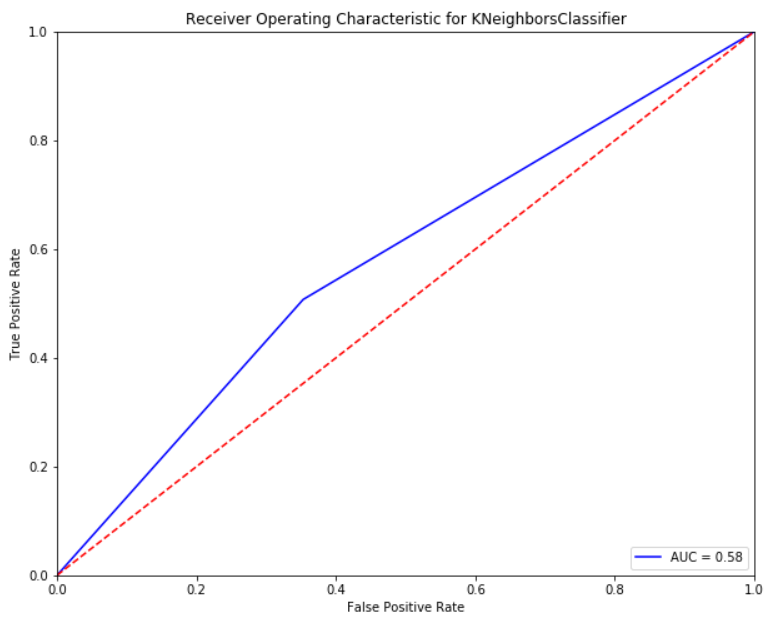 Receiver Operating Characteristic for KNeighborsClassifier
1.0
0.8
0.6
0.4
0.2
0.0
True Positive Rate
AUC = 0.58
0.0 0.2 0.4 0.6 0.8 1.0
False Positive Rate